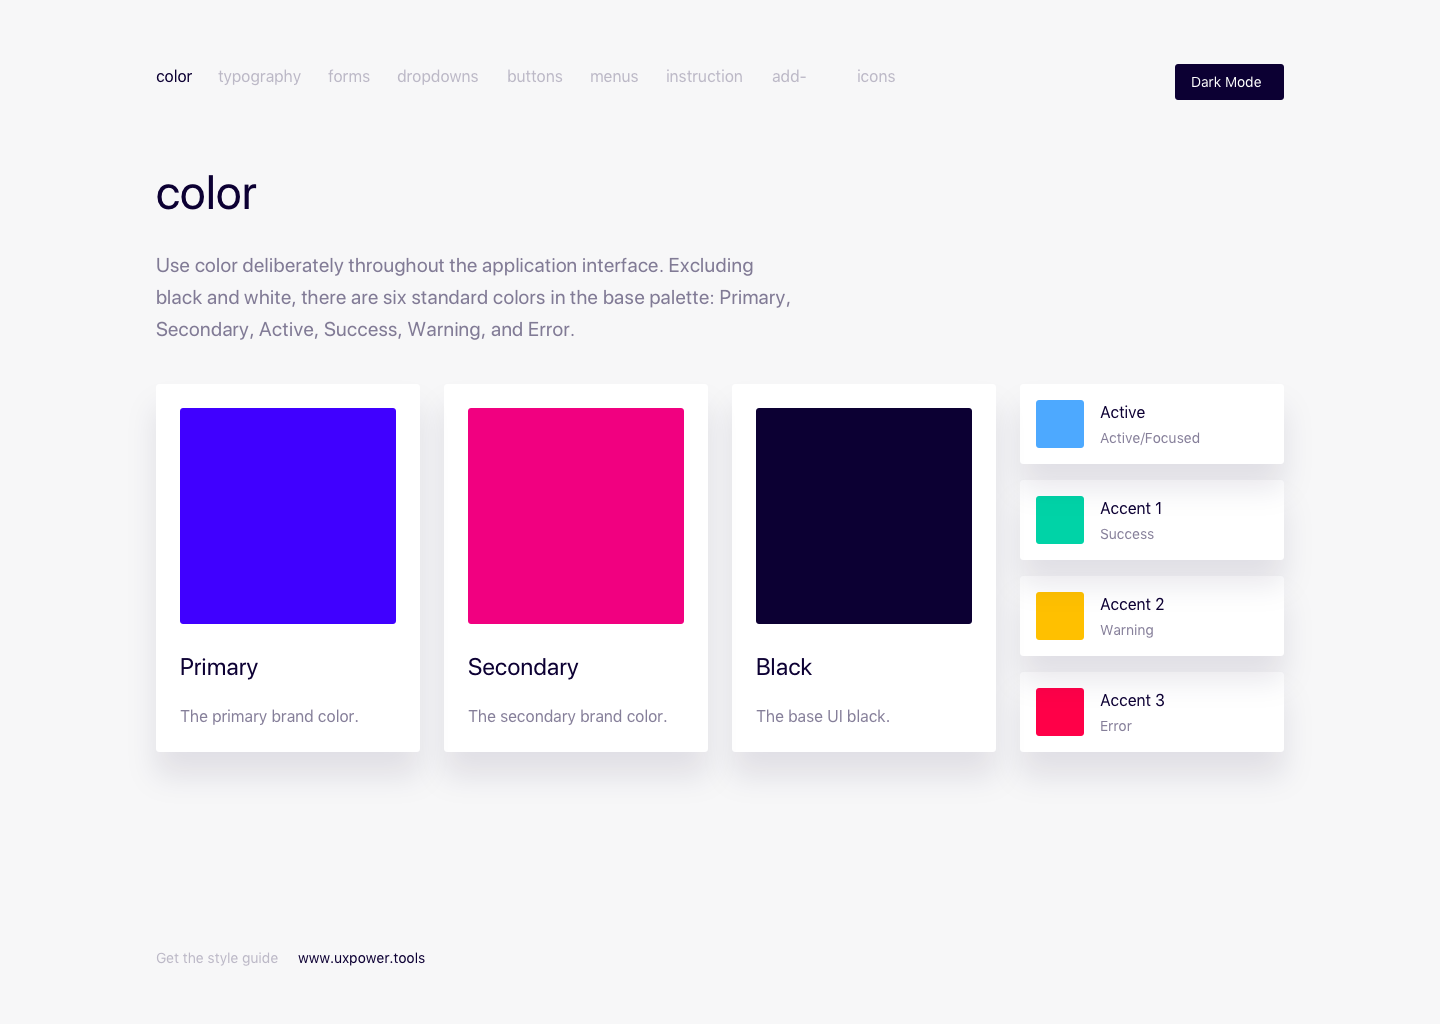 color typography forms dropdowns buttons menus instruction add- icons
Dark Mode
color
Use color deliberately throughout the application interface. Excluding
black and white, there are six standard colors in the base palette: Primary,
Secondary, Active, Success, Warning, and Error.
Primary
The primary brand color.
Secondary
The secondary brand color.
Black
The base UI black.
Active
Active/Focused
Accent 1
Success
Accent 2
Warning
Accent 3
Error
Get the style guide www.uxpower.tools